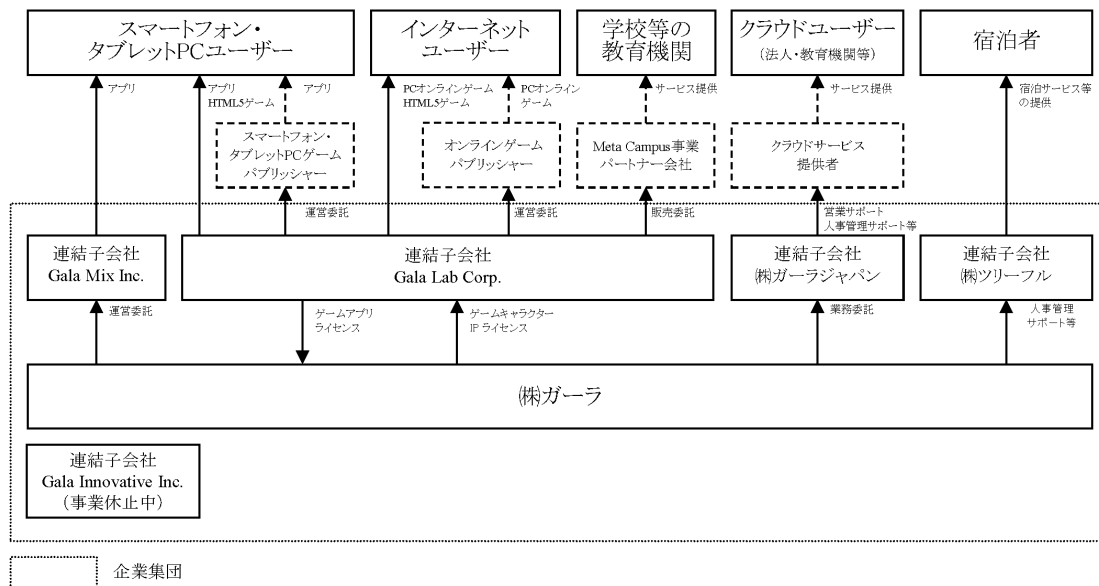 スマートフォン・
タブレットPCユーザー
インターネット
ユーザー
学校等の
教育機関
クラウドユーザー
（法人・教育機関等）
宿泊者
アプリ
アプリ
HTML5ゲーム
アプリ
PCオンラインゲーム
HTML5ゲーム
PCオンライン
ゲーム
サービス提供
サービス提供
宿泊サービス等
の提供
スマートフォン・
タブレットPCゲーム
パブリッシャー
オンラインゲーム
パブリッシャー
Meta Campus事業
パートナー会社
クラウドサービス
提供者
運営委託
運営委託
販売委託
営業サポート
人事管理サポート等
連結子会社
Gala Mix Inc.
連結子会社
Gala Lab Corp.
連結子会社
㈱ガーラジャパン
連結子会社
㈱ツリーフル
運営委託
ゲームアプリ
ライセンス
ゲームキャラクター
IP ライセンス
業務委託
人事管理
サポート等
㈱ガーラ
連結子会社
Gala Innovative Inc.
（事業休止中）
企業集団